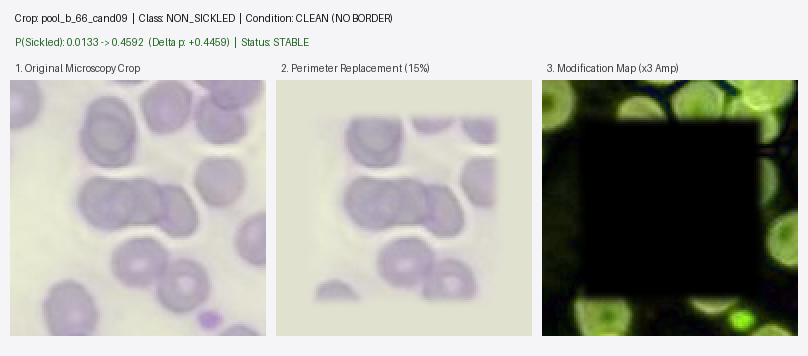 Crop: pool_b_66_cand09 | Class: NON_SICKLED | Condition: CLEAN (NO BORDER)
P(Sickled): 0.0133 -> 0.4592 (Delta p: +0.4459) | Status: STABLE
1. Original Microscopy Crop
2. Perimeter Replacement (15%)
3. Modification Map (x3 Amp)